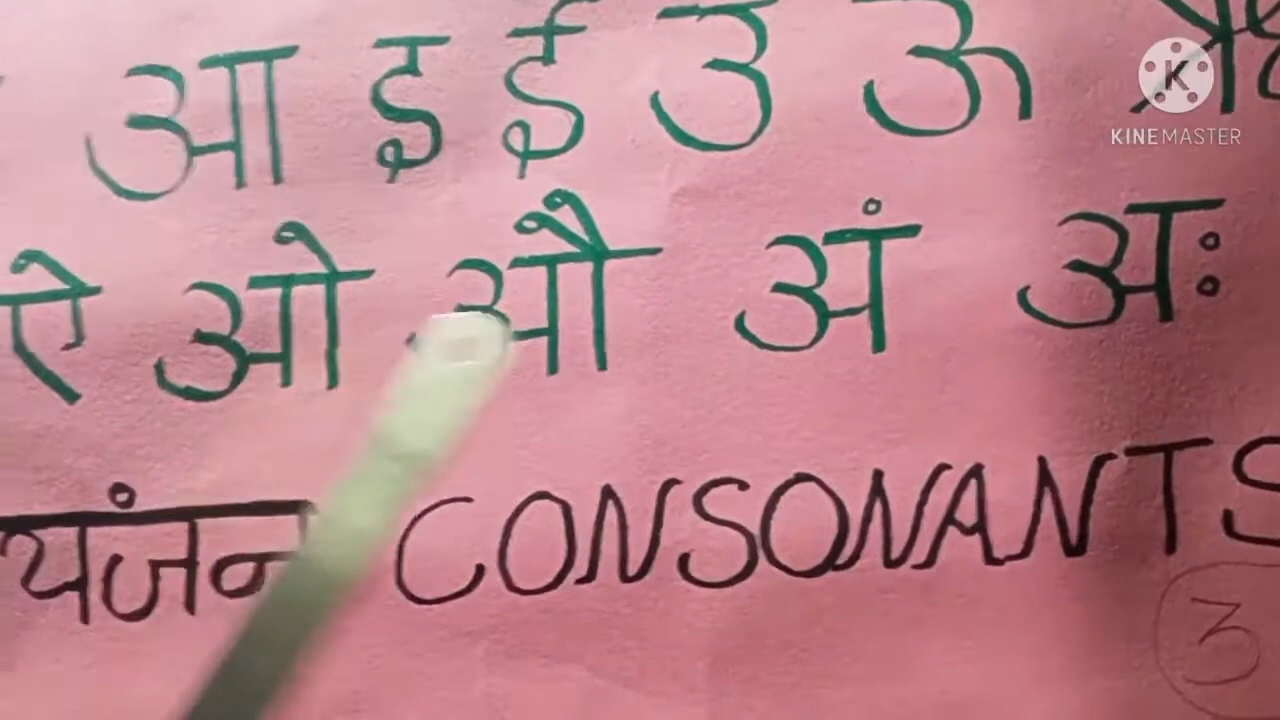 आ इ ई उ ऊ
ऐ ओ औ अं अः
यंजन CONSONANTS
3
K
KINEMASTER